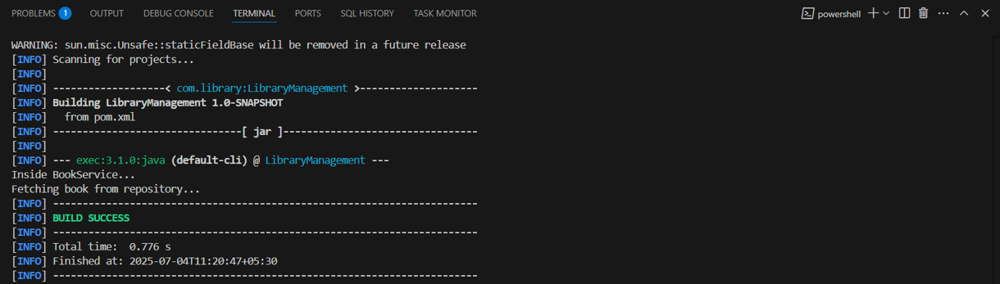 PROBLEMS 1 OUTPUT DEBUG CONSOLE TERMINAL PORTS SQL HISTORY TASK MONITOR powershell
WARNING: sun.misc.Unsafe::staticFieldBase will be removed in a future release
[INFO] Scanning for projects...
[INFO]
[INFO] -------------------< com.library:LibraryManagement >--------------------
[INFO] Building LibraryManagement 1.0-SNAPSHOT
[INFO]   from pom.xml
[INFO] --------------------------------[ jar ]---------------------------------
[INFO]
[INFO] --- exec:3.1.0:java (default-cli) @ LibraryManagement ---
Inside BookService...
Fetching book from repository...
[INFO] ------------------------------------------------------------------------
[INFO] BUILD SUCCESS
[INFO] ------------------------------------------------------------------------
[INFO] Total time:  0.776 s
[INFO] Finished at: 2025-07-04T11:20:47+05:30
[INFO] ------------------------------------------------------------------------